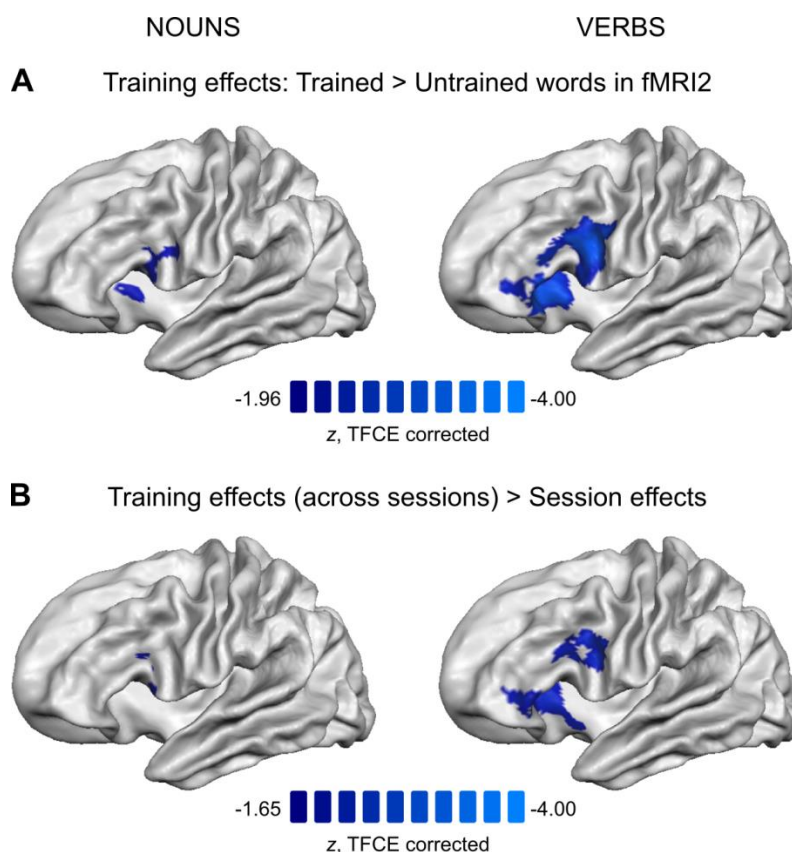 NOUNS VERBS
A Training effects: Trained > Untrained words in fMRI2
-1.96 -4.00
z, TFCE corrected
B Training effects (across sessions) > Session effects
-1.65 -4.00
z, TFCE corrected